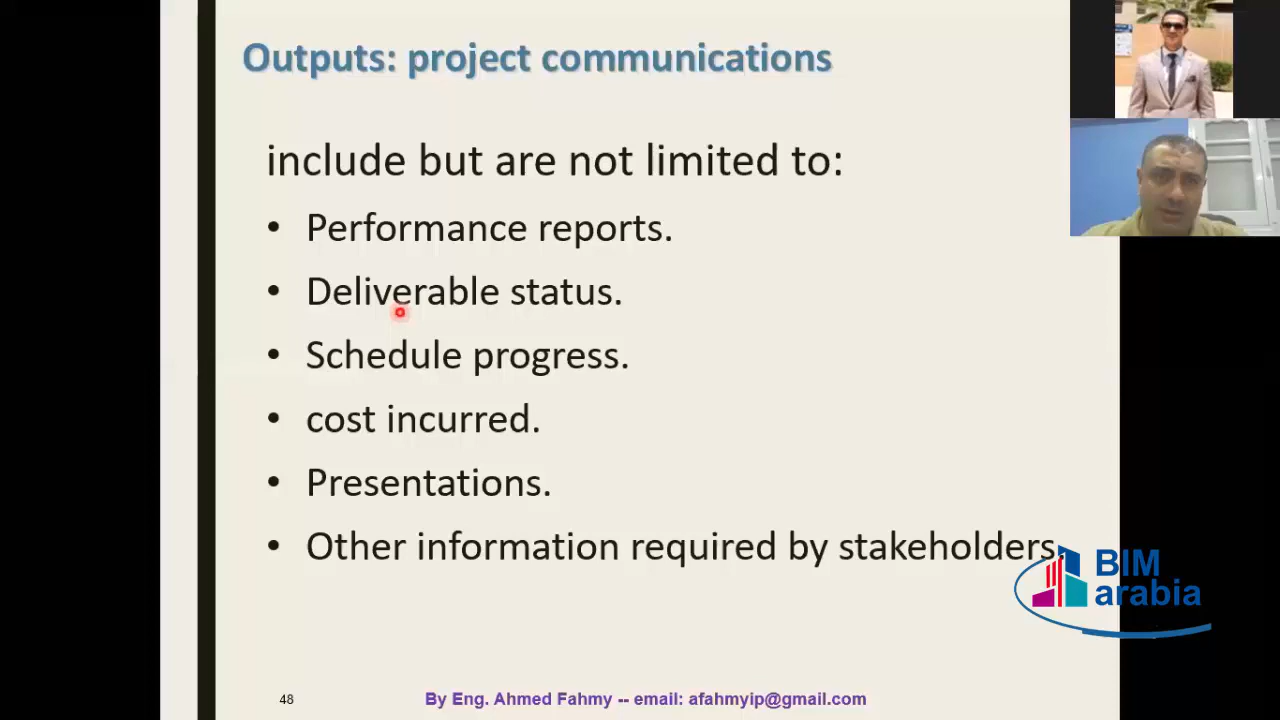 Outputs: project communications
include but are not limited to:
• Performance reports.
• Deliverable status.
• Schedule progress.
• cost incurred.
• Presentations.
• Other information required by stakeholders.
BIM
arabia
48
By Eng. Ahmed Fahmy -- email: afahmyip@gmail.com